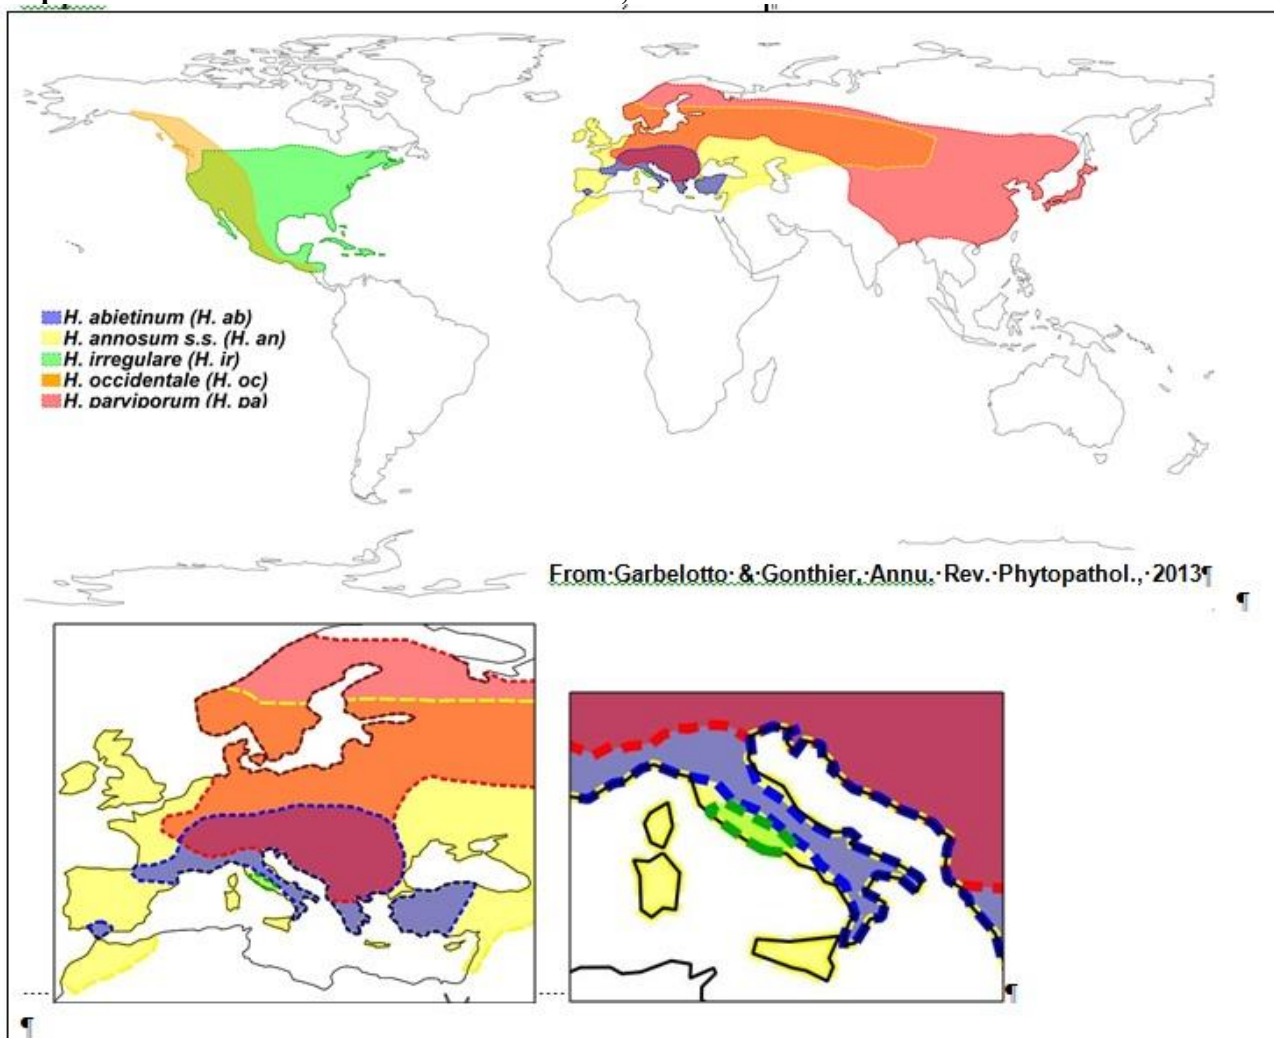 H. abietinum (H. ab)
H. annosum s.s. (H. an)
H. irregulare (H. ir)
H. occidentale (H. oc)
H. parviporum (H. pa)
From·Garbelotto·&·Gonthier,·Annu.·Rev.·Phytopathol.,·2013¶
¶
¶
¶